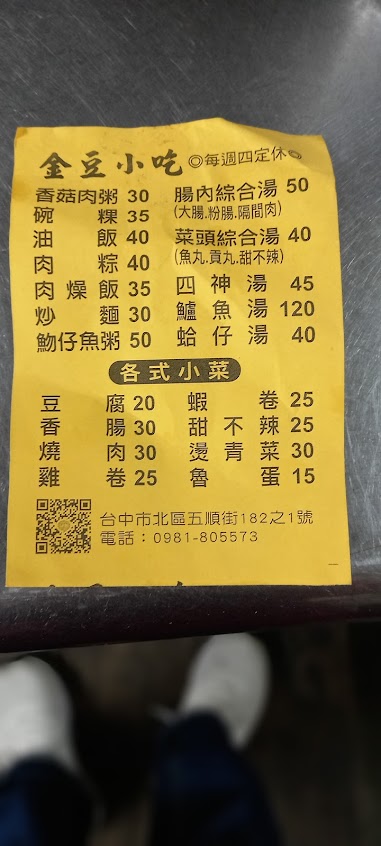 金豆小吃 ◎每週四定休◎
香菇肉粥 30 腸內綜合湯 50
碗粿 35 (大腸.粉腸.隔間肉)
油飯 40 菜頭綜合湯 40
肉粽 40 (魚丸.貢丸.甜不辣)
肉燥飯 35 四神湯 45
炒麵 30 鱸魚湯 120
魩仔魚粥 50 蛤仔湯 40
各式小菜
豆腐 20 蝦卷 25
香腸 30 甜不辣 25
燒肉 30 燙青菜 30
雞卷 25 魯蛋 15
台中市北區五順街182之1號
電話：0981-805573